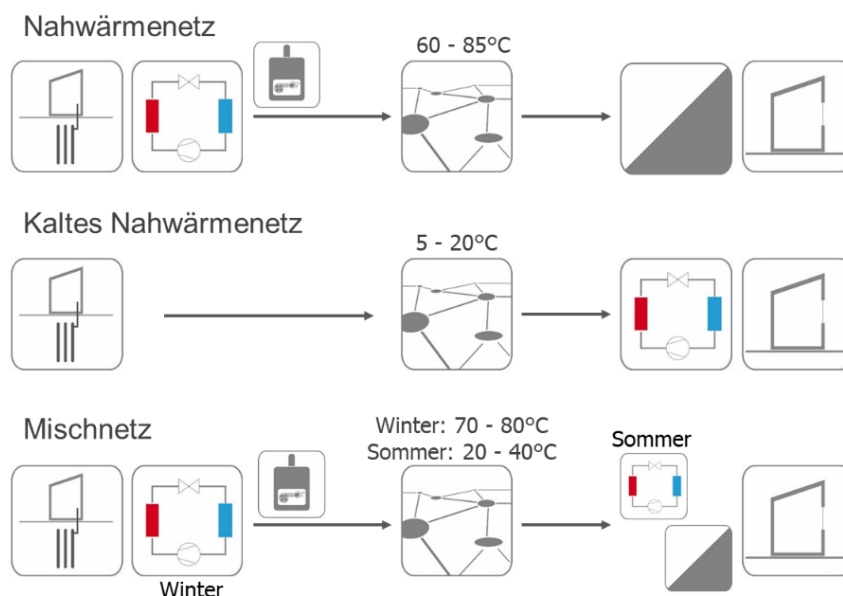 Nahwärmenetz
60 - 85°C
Kaltes Nahwärmenetz
5 - 20°C
Mischnetz
Winter: 70 - 80°C
Sommer: 20 - 40°C
Sommer
Winter